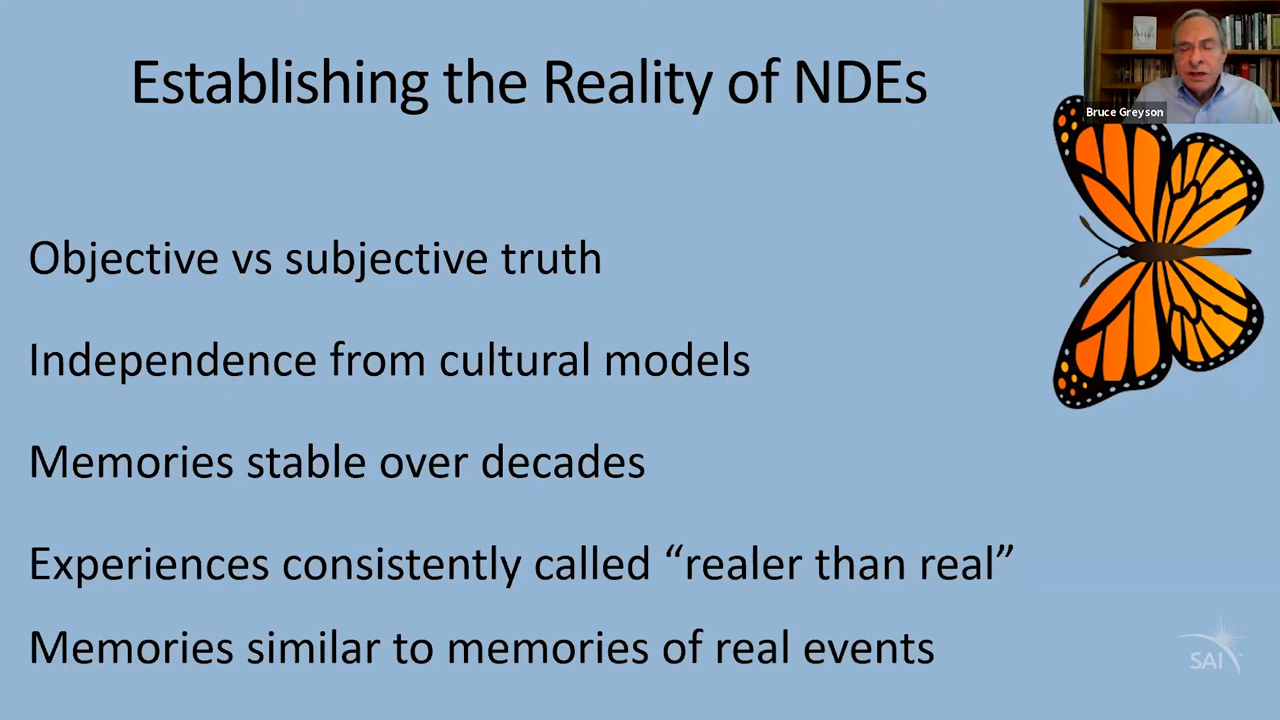 Establishing the Reality of NDEs
Bruce Greyson
Objective vs subjective truth
Independence from cultural models
Memories stable over decades
Experiences consistently called “realer than real”
Memories similar to memories of real events
SAI